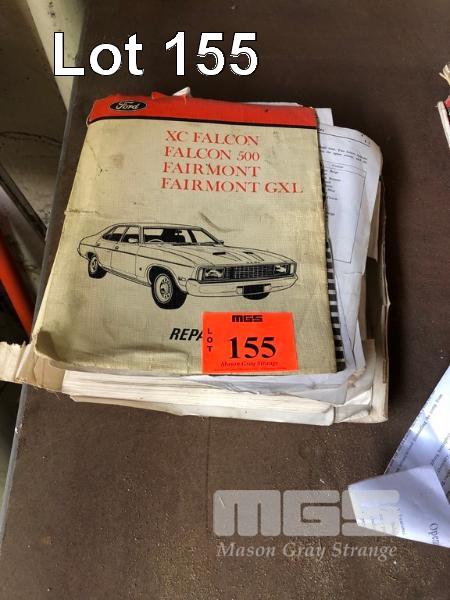 Lot 155
Ford
XC FALCON
FALCON 500
FAIRMONT
FAIRMONT GXL
REPA
MGS
LOT
155
Mason Gray Strange
MGS
Mason Gray Strange